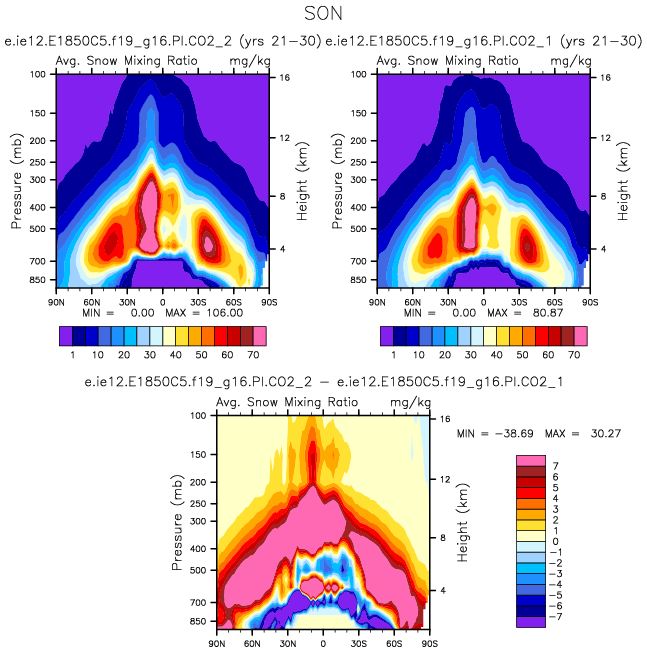 SON
e.ie12.E1850C5.f19_g16.PI.CO2_2 (yrs 21-30) e.ie12.E1850C5.f19_g16.PI.CO2_1 (yrs 21-30)
Avg. Snow Mixing Ratio mg/kg Avg. Snow Mixing Ratio mg/kg
Pressure (mb) Height (km) Pressure (mb) Height (km)
100 16 100 16
150 150
12 12
200 200
250 250
300 300
8 8
400 400
500 500
4 4
700 700
850 850
90N 60N 30N 0 30S 60S 90S 90N 60N 30N 0 30S 60S 90S
MIN = 0.00 MAX = 106.00 MIN = 0.00 MAX = 80.87
1 10 20 30 40 50 60 70 1 10 20 30 40 50 60 70
e.ie12.E1850C5.f19_g16.PI.CO2_2 - e.ie12.E1850C5.f19_g16.PI.CO2_1
Avg. Snow Mixing Ratio mg/kg
Pressure (mb) Height (km)
100 16
150
12
200
250
300
8
400
500
4
700
850
90N 60N 30N 0 30S 60S 90S
MIN = -38.69 MAX = 30.27
7
6
5
4
3
2
1
0
-1
-2
-3
-4
-5
-6
-7